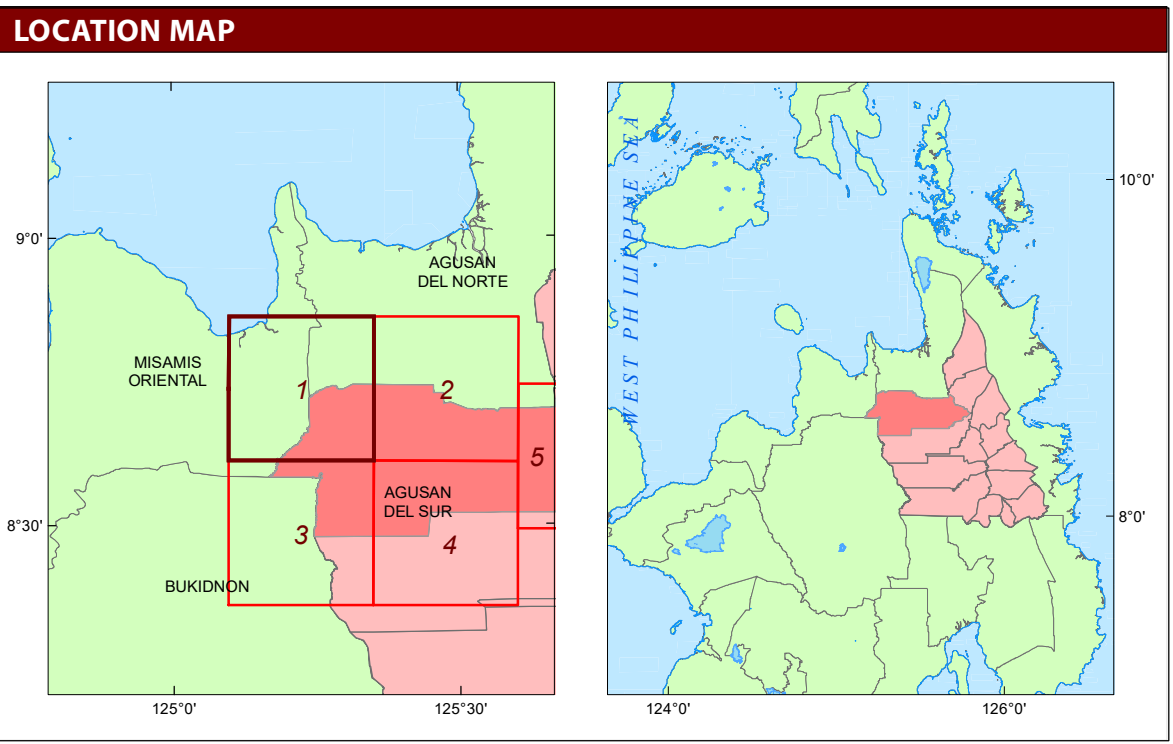 LOCATION MAP
9°0'
8°30'
125°0'
125°30'
AGUSAN
DEL NORTE
MISAMIS
ORIENTAL
1
2
5
AGUSAN
DEL SUR
3
4
BUKIDNON
WEST PHILIPPINE SEA
10°0'
8°0'
124°0'
126°0'